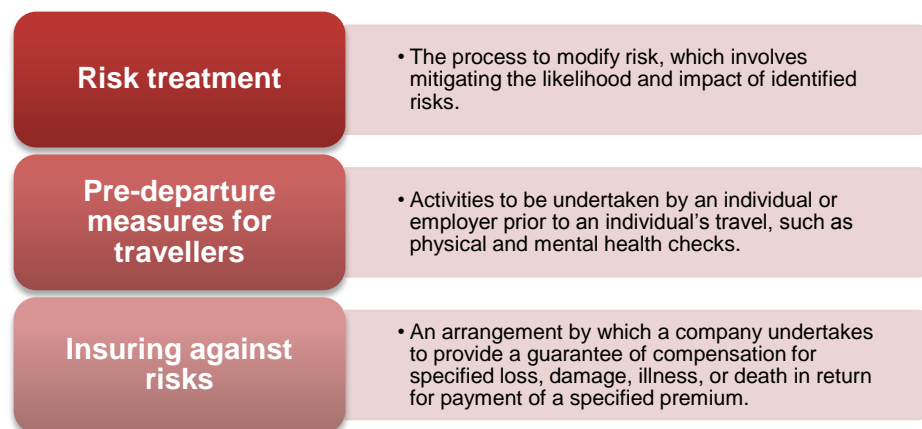 Risk treatment
• The process to modify risk, which involves
mitigating the likelihood and impact of identified
risks.
Pre-departure
measures for
travellers
• Activities to be undertaken by an individual or
employer prior to an individual’s travel, such as
physical and mental health checks.
Insuring against
risks
• An arrangement by which a company undertakes
to provide a guarantee of compensation for
specified loss, damage, illness, or death in return
for payment of a specified premium.